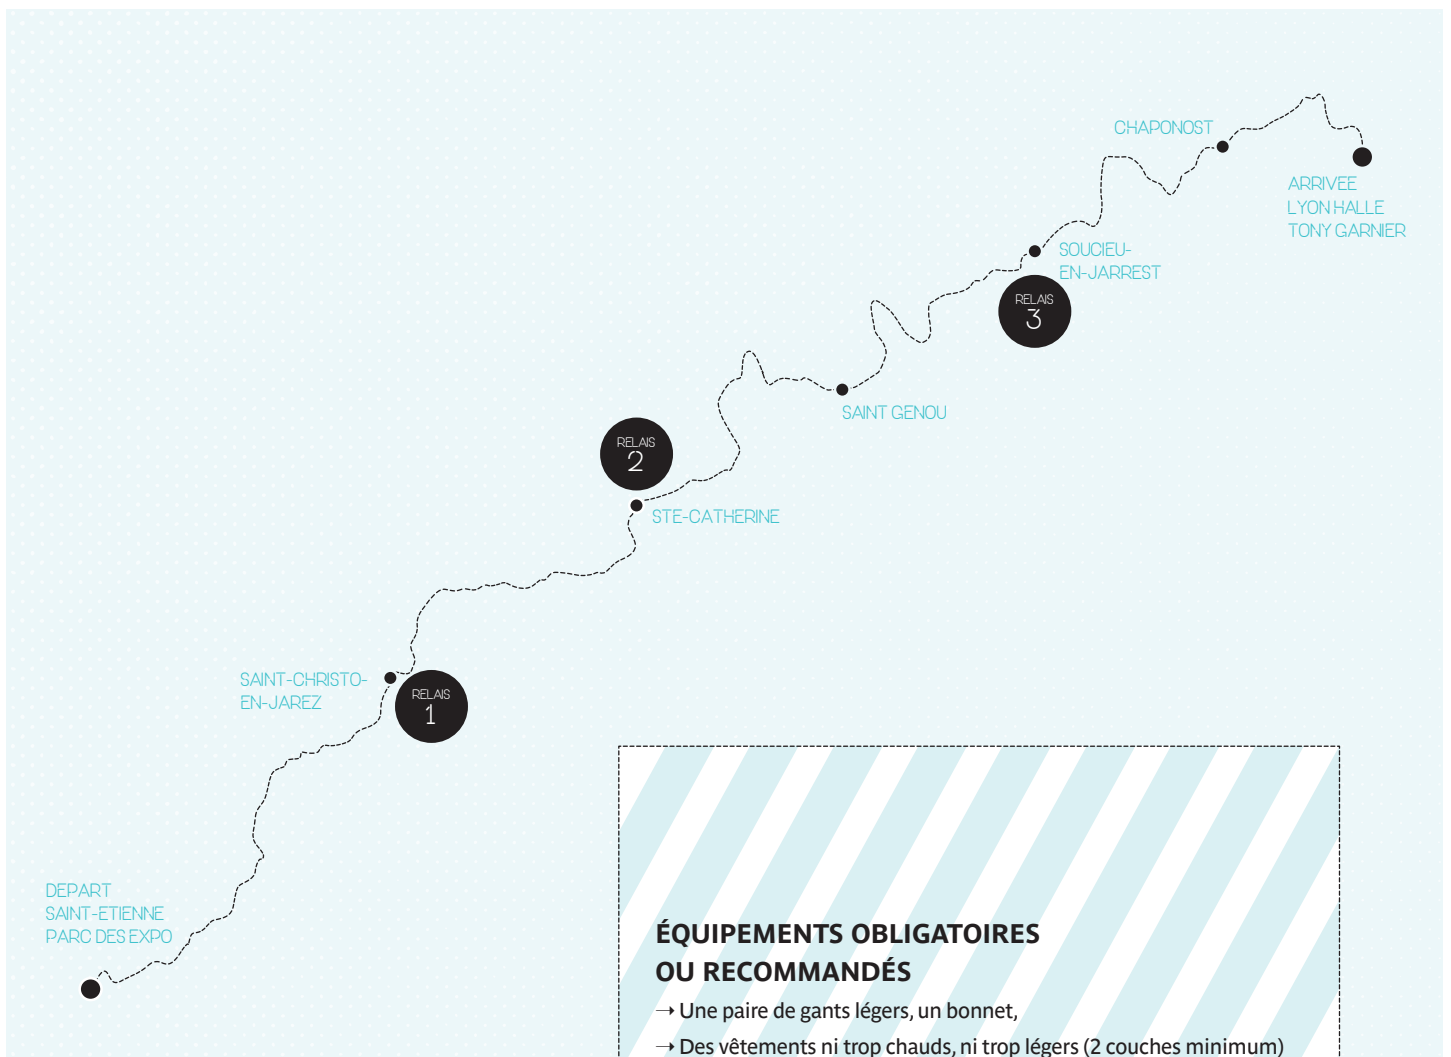 CHAPONOST
ARRIVEE
LYON HALLE
TONY GARNIER
SOUCIEU-
EN-JARREST
RELAIS
3
SAINT GENOU
RELAIS
2
STE-CATHERINE
SAINT-CHRISTO-
EN-JAREZ
RELAIS
1
DEPART
SAINT-ETIENNE
PARC DES EXPO
ÉQUIPEMENTS OBLIGATOIRES
OU RECOMMANDÉS
→ Une paire de gants légers, un bonnet,
→ Des vêtements ni trop chauds, ni trop légers (2 couches minimum)